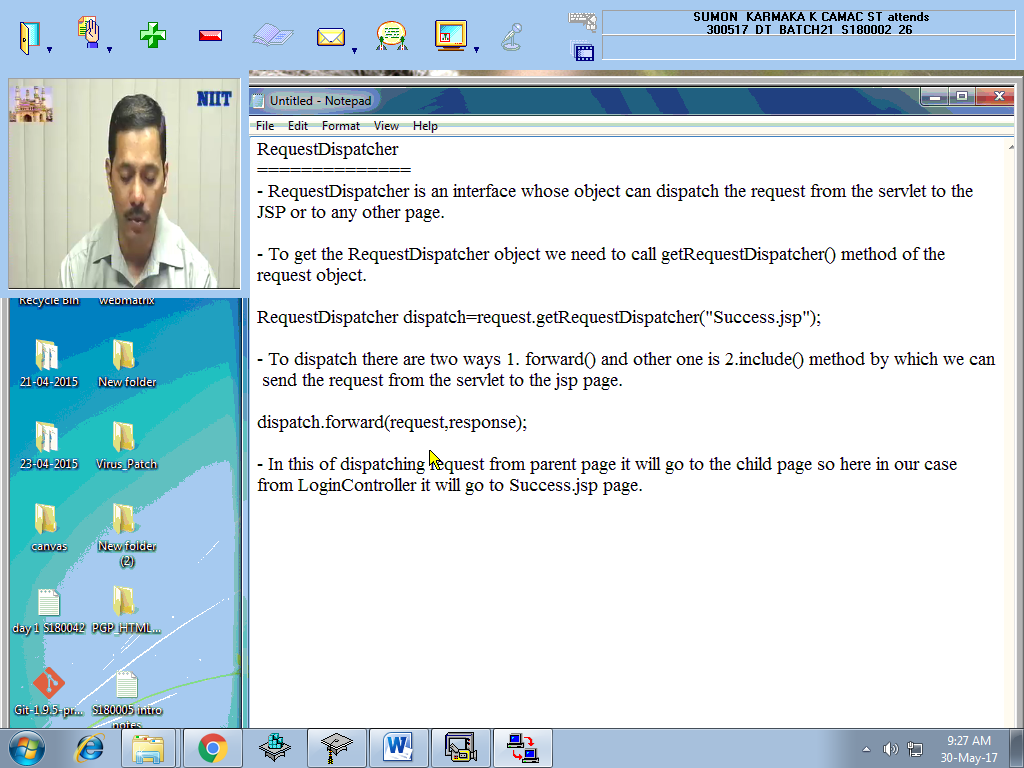 SUMON KARMAKA K CAMAC ST attends
300517_DT_BATCH21_S180002_26
NIIT
Untitled - Notepad
File Edit Format View Help
RequestDispatcher
==============
- RequestDispatcher is an interface whose object can dispatch the request from the servlet to the
JSP or to any other page.
- To get the RequestDispatcher object we need to call getRequestDispatcher() method of the
request object.
RequestDispatcher dispatch=request.getRequestDispatcher("Success.jsp");
- To dispatch there are two ways 1. forward() and other one is 2.include() method by which we can
send the request from the servlet to the jsp page.
dispatch.forward(request,response);
- In this of dispatching request from parent page it will go to the child page so here in our case
from LoginController it will go to Success.jsp page.
Recycle Bin webmatrix
21-04-2015 New folder
23-04-2015 Virus_Patch
canvas New folder
(2)
day 1 S180042 PGP_HTML...
Git-1.9.5-pr... S180005 intro
notes
9:27 AM
30-May-17